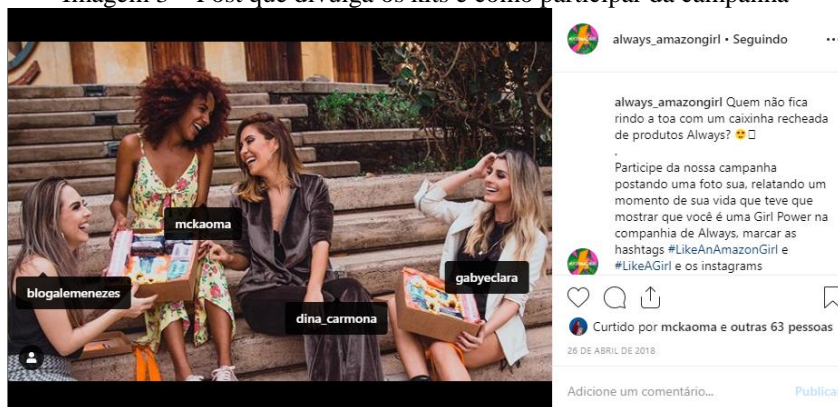 Imagem 3 – Post que divulga os kits e como participar da campanha
always_amazongirl • Seguindo
always_amazongirl Quem não fica
rindo a toa com um caixinha recheada
de produtos Always? 😍
.
Participe da nossa campanha
postando uma foto sua, relatando um
momento de sua vida que teve que
mostrar que você é uma Girl Power na
companhia de Always, marcar as
hashtags #LikeAnAmazonGirl e
#LikeAGirl e os instagrams
mckaoma
gabyeclara
blogalemenezes
dina_carmona
Curtido por mckaoma e outras 63 pessoas
26 DE ABRIL DE 2018
Adicione um comentário...
Publicar